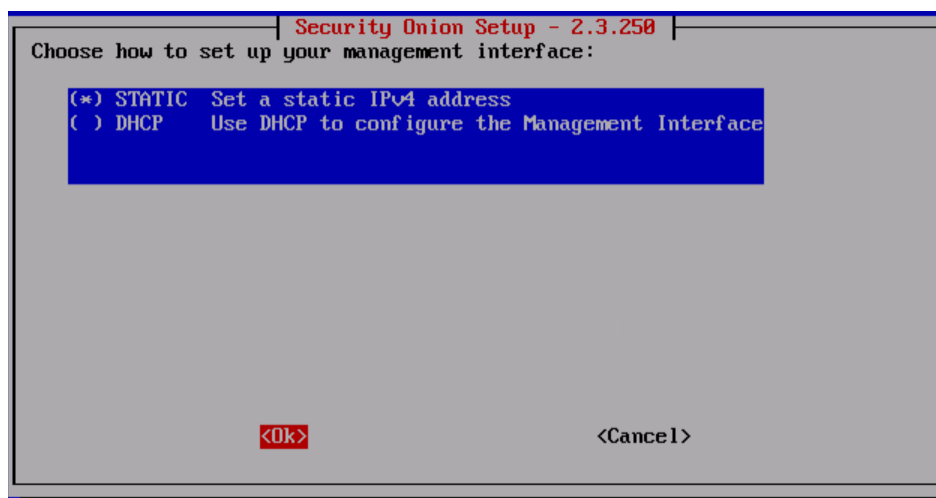 Security Onion Setup - 2.3.250
Choose how to set up your management interface:
(*) STATIC Set a static IPv4 address
( ) DHCP Use DHCP to configure the Management Interface
<Ok> <Cancel>